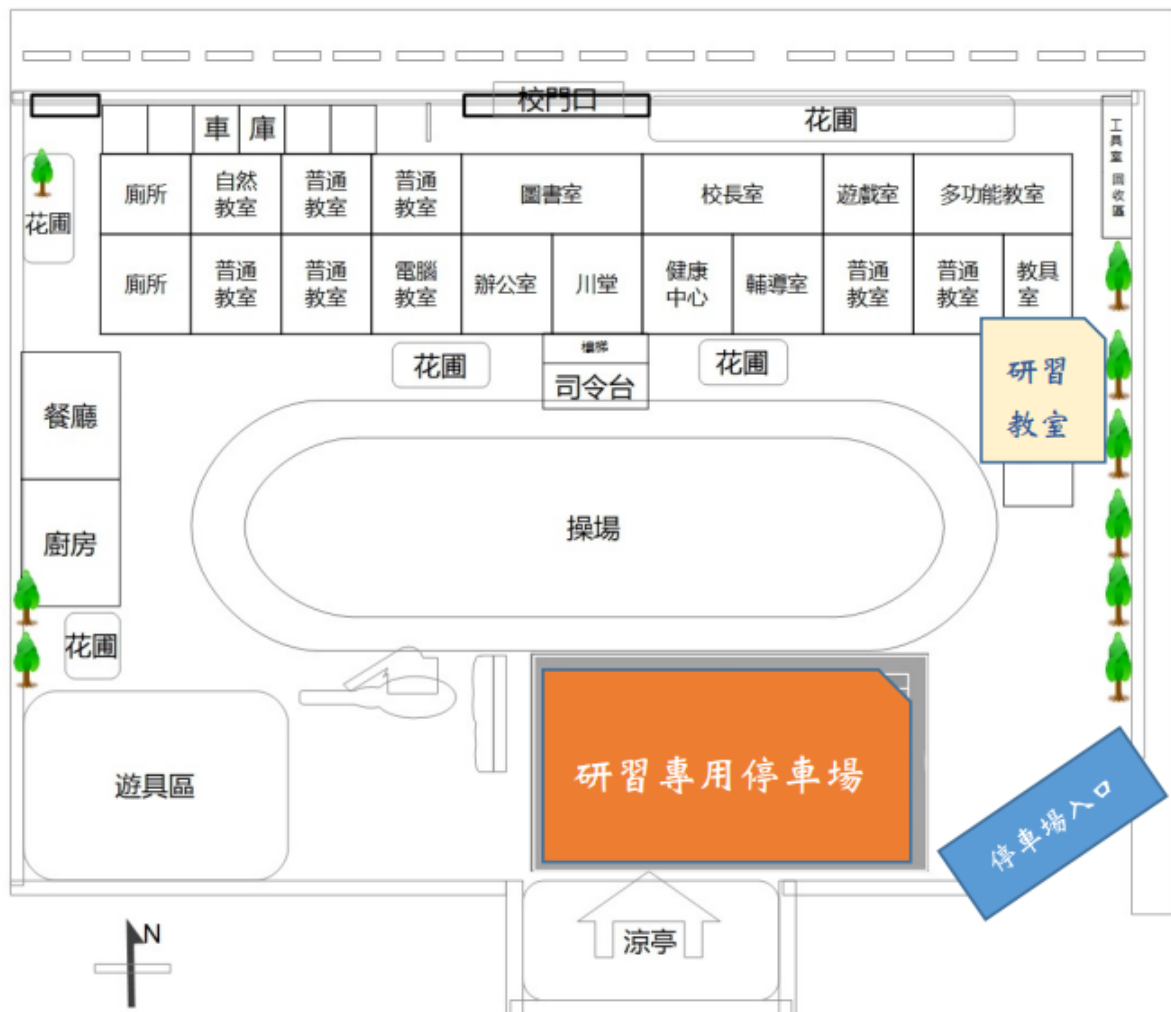 校門口
花圃
工具室 回收區
車庫
花圃
廁所
自然
教室
普通
教室
普通
教室
圖書室
校長室
遊戲室
多功能教室
廁所
普通
教室
普通
教室
電腦
教室
辦公室
川堂
健康
中心
輔導室
普通
教室
普通
教室
教具
室
樓梯
司令台
花圃
花圃
研習
教室
餐廳
廚房
操場
花圃
遊具區
研習專用停車場
停車場入口
涼亭
N